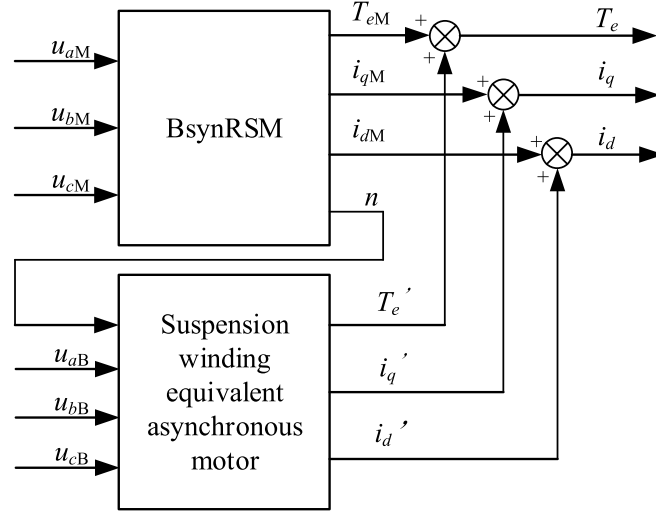 u_aM
u_bM
u_cM
BsynRSM
T_eM
+
+
T_e
i_qM
+
+
i_q
i_dM
+
+
i_d
n
u_aB
u_bB
u_cB
Suspension
winding
equivalent
asynchronous
motor
T_e′
i_q′
i_d′